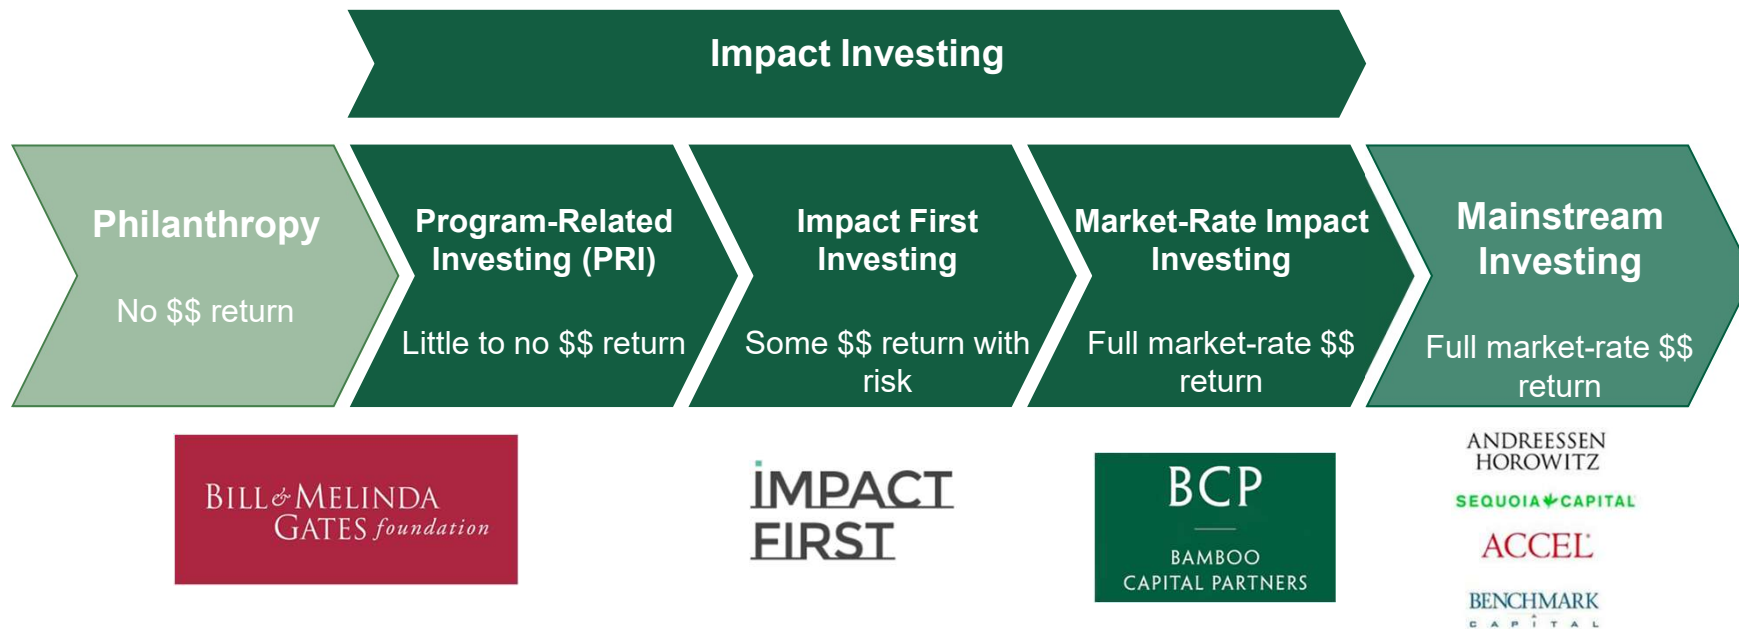 Impact Investing
Philanthropy
No $$ return
Program-Related
Investing (PRI)
Little to no $$ return
Impact First
Investing
Some $$ return with
risk
Market-Rate Impact
Investing
Full market-rate $$
return
Mainstream
Investing
Full market-rate $$
return
BILL & MELINDA
GATES foundation
iMPACT
FIRST
BCP
BAMBOO
CAPITAL PARTNERS
ANDREESSEN
HOROWITZ
SEQUOIA CAPITAL
ACCEL
BENCHMARK
CAPITAL